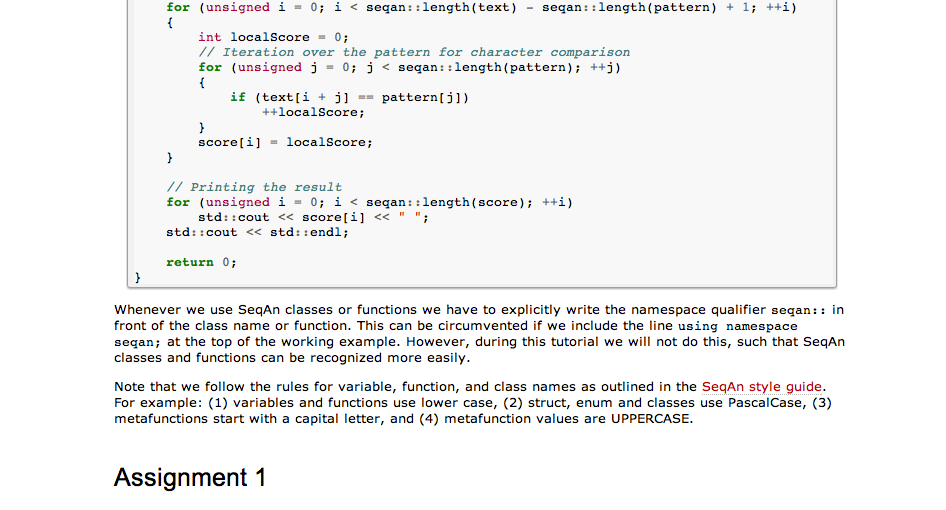 for (unsigned i = 0; i < seqan::length(text) - seqan::length(pattern) + 1; ++i)
{
int localScore = 0;
// Iteration over the pattern for character comparison
for (unsigned j = 0; j < seqan::length(pattern); ++j)
{
if (text[i + j] == pattern[j])
++localScore;
}
score[i] = localScore;
}
// Printing the result
for (unsigned i = 0; i < seqan::length(score); ++i)
std::cout << score[i] << " ";
std::cout << std::endl;
return 0;
}
Whenever we use SeqAn classes or functions we have to explicitly write the namespace qualifier seqan:: in
front of the class name or function. This can be circumvented if we include the line using namespace
seqan; at the top of the working example. However, during this tutorial we will not do this, such that SeqAn
classes and functions can be recognized more easily.
Note that we follow the rules for variable, function, and class names as outlined in the SeqAn style guide.
For example: (1) variables and functions use lower case, (2) struct, enum and classes use PascalCase, (3)
metafunctions start with a capital letter, and (4) metafunction values are UPPERCASE.
Assignment 1